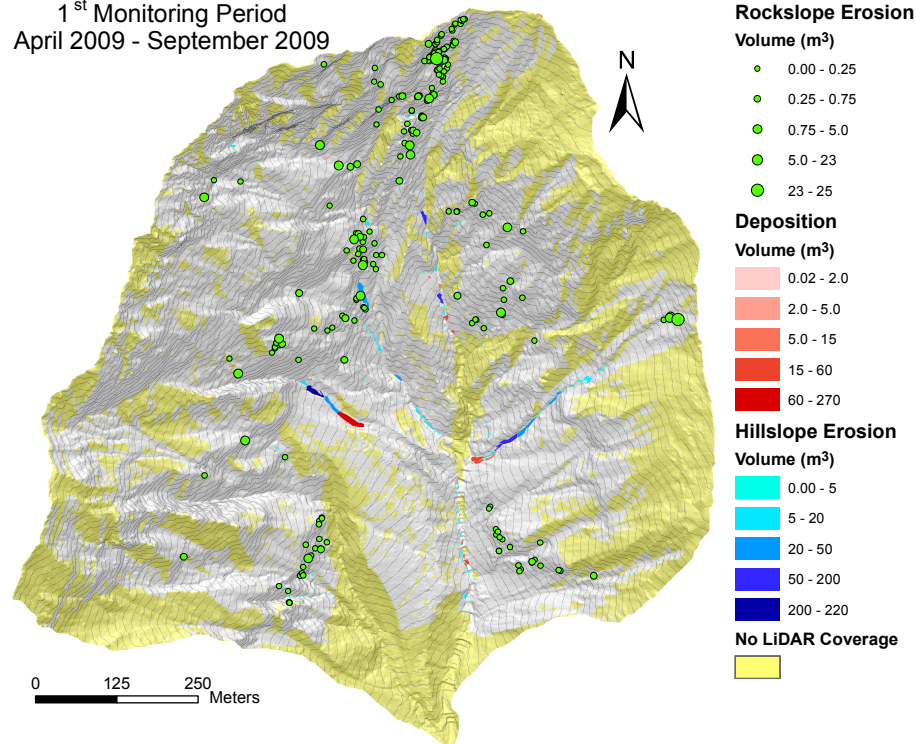 1 st Monitoring Period
April 2009 - September 2009
N
Rockslope Erosion
Volume (m³)
0.00 - 0.25
0.25 - 0.75
0.75 - 5.0
5.0 - 23
23 - 25
Deposition
Volume (m³)
0.02 - 2.0
2.0 - 5.0
5.0 - 15
15 - 60
60 - 270
Hillslope Erosion
Volume (m³)
0.00 - 5
5 - 20
20 - 50
50 - 200
200 - 220
No LiDAR Coverage
0 125 250
Meters